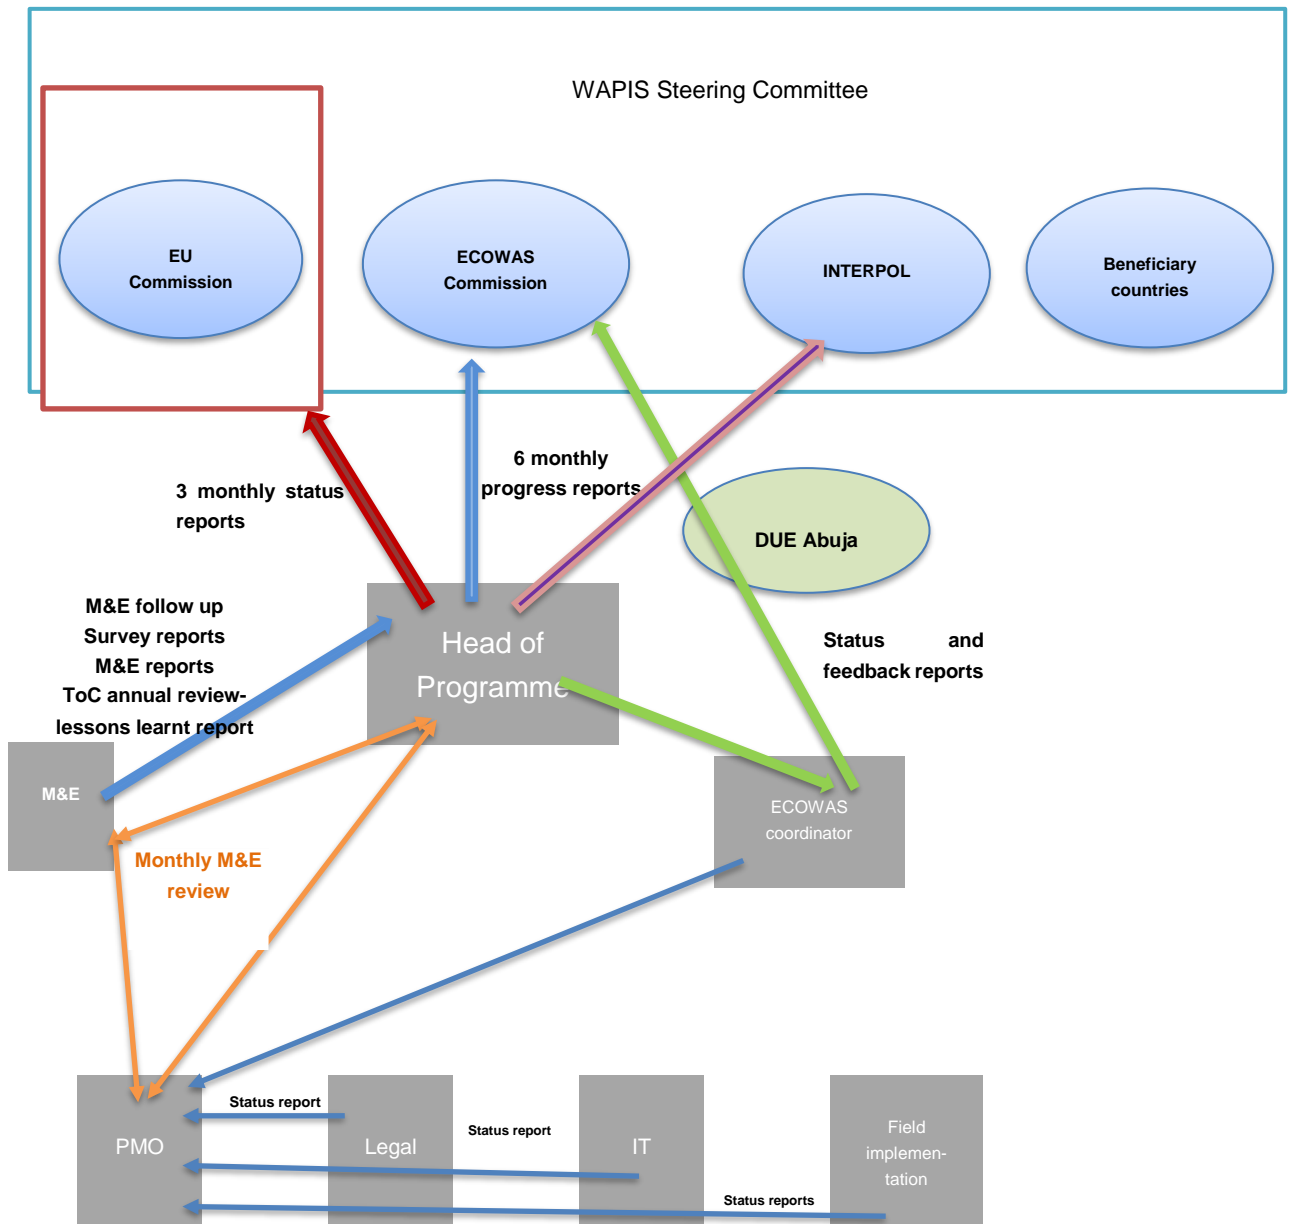 WAPIS Steering Committee
EU
Commission
ECOWAS
Commission
INTERPOL
Beneficiary
countries
6 monthly
progress reports
3 monthly status
reports
DUE Abuja
M&E follow up
Survey reports
M&E reports
ToC annual review-
lessons learnt report
Head of
Programme
Status and
feedback reports
M&E
ECOWAS
coordinator
Monthly M&E
review
Status report
Status report
Status reports
PMO
Legal
IT
Field
implemen-
tation